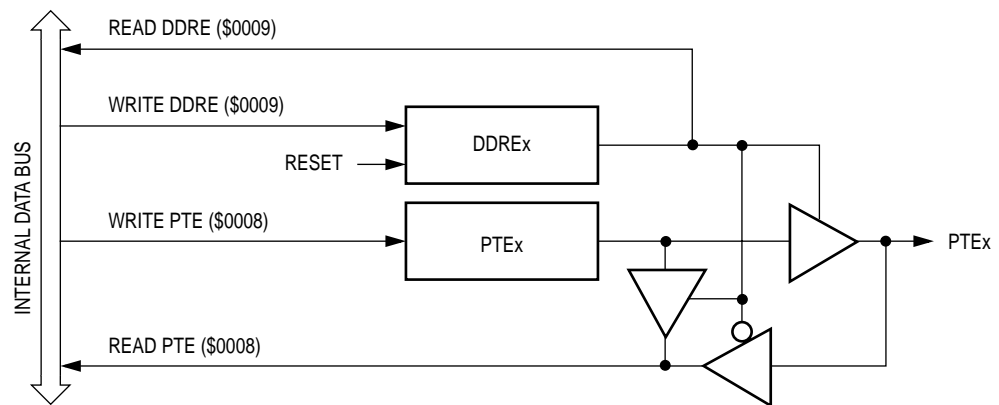 READ DDRE ($0009)
WRITE DDRE ($0009)
DDREx
RESET
WRITE PTE ($0008)
PTEx
PTEx
READ PTE ($0008)
INTERNAL DATA BUS